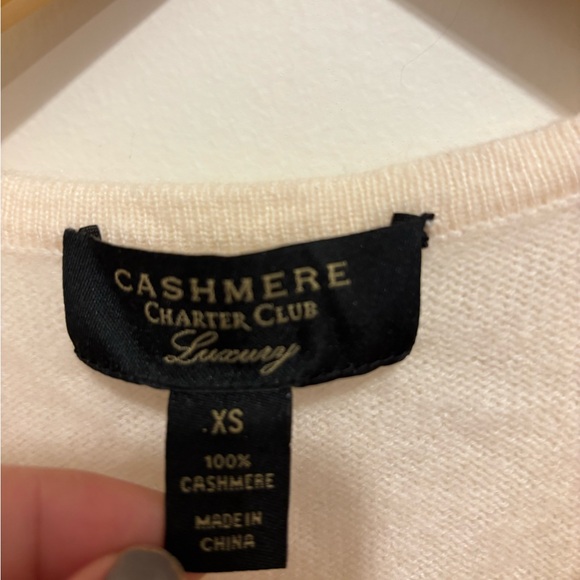 CASHMERE
CHARTER CLUB
Luxury
XS
100%
CASHMERE
MADE IN
CHINA